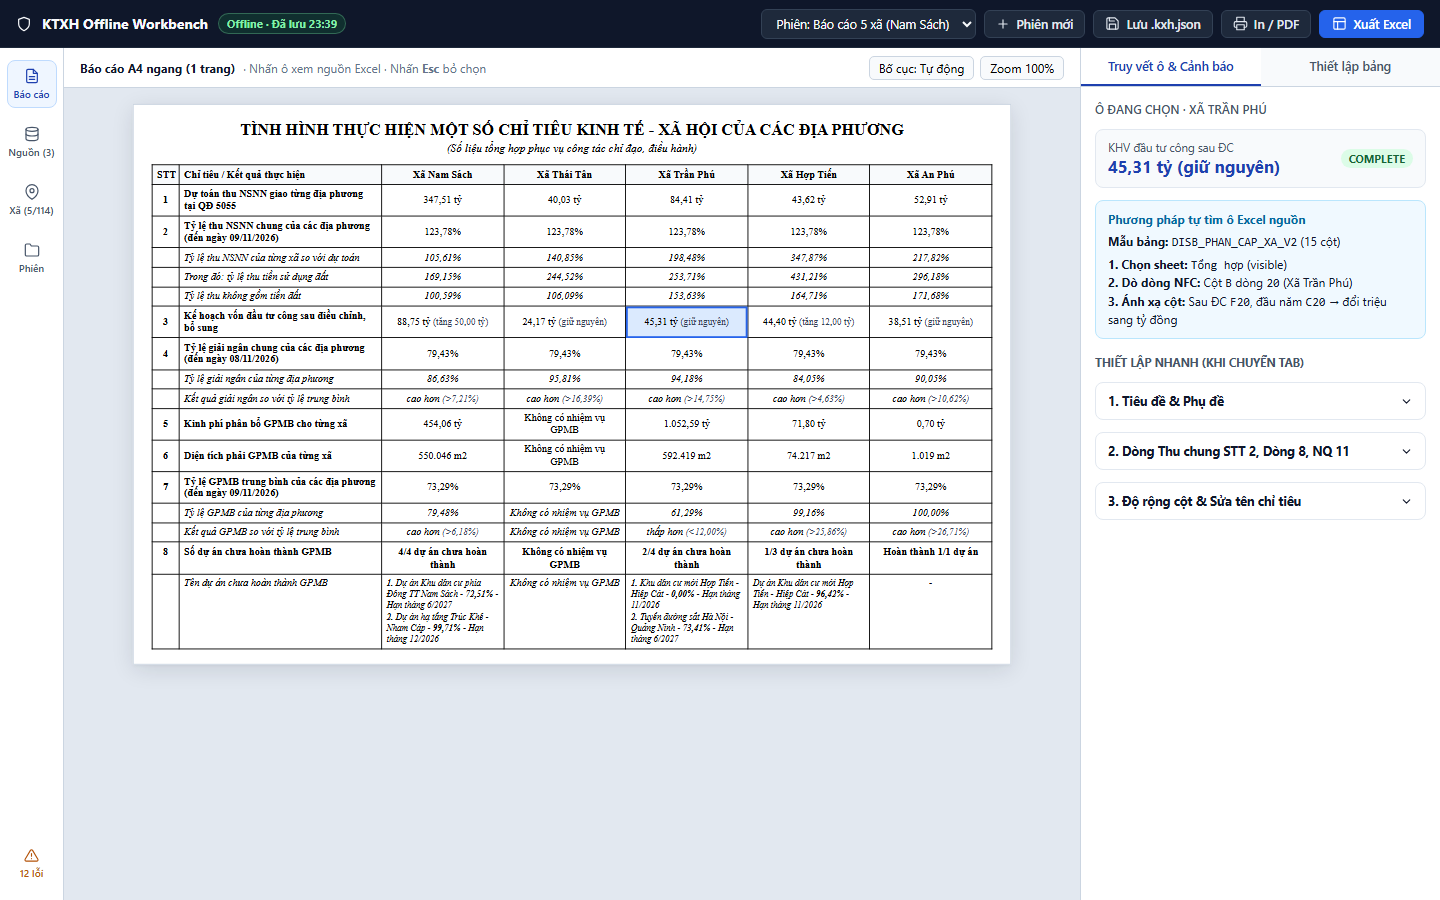 KTXH Offline Workbench
Offline · Đã lưu 23:39
Phiên: Báo cáo 5 xã (Nam Sách)
Phiên mới
Lưu .kxh.json
In / PDF
Xuất Excel
Báo cáo
Nguồn (3)
Xã (5/114)
Phiên
12 lỗi
Báo cáo A4 ngang (1 trang) · Nhấn ô xem nguồn Excel · Nhấn Esc bỏ chọn
Bố cục: Tự động
Zoom 100%
TÌNH HÌNH THỰC HIỆN MỘT SỐ CHỈ TIÊU KINH TẾ - XÃ HỘI CỦA CÁC ĐỊA PHƯƠNG
(Số liệu tổng hợp phục vụ công tác chỉ đạo, điều hành)
STT Chỉ tiêu / Kết quả thực hiện Xã Nam Sách Xã Thái Tân Xã Trần Phú Xã Hợp Tiến Xã An Phú
1 Dự toán thu NSNN giao từng địa phương tại QĐ 5055 347,51 tỷ 40,03 tỷ 84,41 tỷ 43,62 tỷ 52,91 tỷ
2 Tỷ lệ thu NSNN chung của các địa phương (đến ngày 09/11/2026) 123,78% 123,78% 123,78% 123,78% 123,78%
Tỷ lệ thu NSNN của từng xã so với dự toán 105,61% 140,85% 198,48% 347,87% 217,82%
Trong đó: tỷ lệ thu tiền sử dụng đất 169,15% 244,52% 253,71% 431,21% 296,18%
Tỷ lệ thu không gồm tiền đất 100,59% 106,09% 153,63% 164,71% 171,68%
3 Kế hoạch vốn đầu tư công sau điều chỉnh, bổ sung 88,75 tỷ (tăng 50,00 tỷ) 24,17 tỷ (giữ nguyên) 45,31 tỷ (giữ nguyên) 44,40 tỷ (tăng 12,00 tỷ) 38,51 tỷ (giữ nguyên)
4 Tỷ lệ giải ngân chung của các địa phương (đến ngày 08/11/2026) 79,43% 79,43% 79,43% 79,43% 79,43%
Tỷ lệ giải ngân của từng địa phương 86,63% 95,81% 94,18% 84,05% 90,05%
Kết quả giải ngân so với tỷ lệ trung bình cao hơn (>7,21%) cao hơn (>16,39%) cao hơn (>14,75%) cao hơn (>4,63%) cao hơn (>10,62%)
5 Kinh phí phân bổ GPMB cho từng xã 454,06 tỷ Không có nhiệm vụ GPMB 1.052,59 tỷ 71,80 tỷ 0,70 tỷ
6 Diện tích phải GPMB của từng xã 550.046 m2 Không có nhiệm vụ GPMB 592.419 m2 74.217 m2 1.019 m2
7 Tỷ lệ GPMB trung bình của các địa phương (đến ngày 09/11/2026) 73,29% 73,29% 73,29% 73,29% 73,29%
Tỷ lệ GPMB của từng địa phương 79,48% Không có nhiệm vụ GPMB 61,29% 99,16% 100,00%
Kết quả GPMB so với tỷ lệ trung bình cao hơn (>6,18%) Không có nhiệm vụ GPMB thấp hơn (<12,00%) cao hơn (>25,86%) cao hơn (>26,71%)
8 Số dự án chưa hoàn thành GPMB 4/4 dự án chưa hoàn thành Không có nhiệm vụ GPMB 2/4 dự án chưa hoàn thành 1/3 dự án chưa hoàn thành Hoàn thành 1/1 dự án
Tên dự án chưa hoàn thành GPMB
1. Dự án Khu dân cư phía Đông TT Nam Sách - 72,51% - Hạn tháng 6/2027
2. Dự án hạ tầng Trúc Khê - Nham Cáp - 99,71% - Hạn tháng 12/2026
Không có nhiệm vụ GPMB
1. Khu dân cư mới Hợp Tiến - Hiệp Cát - 0,00% - Hạn tháng 11/2026
2. Tuyến đường sắt Hà Nội - Quảng Ninh - 73,41% - Hạn tháng 6/2027
Dự án Khu dân cư mới Hợp Tiến - Hiệp Cát - 96,42% - Hạn tháng 11/2026
-
Truy vết ô & Cảnh báo
Thiết lập bảng
Ô ĐANG CHỌN · XÃ TRẦN PHÚ
KHV đầu tư công sau ĐC
45,31 tỷ (giữ nguyên)
COMPLETE
Phương pháp tự tìm ô Excel nguồn
Mẫu bảng: DISB_PHAN_CAP_XA_V2 (15 cột)
1. Chọn sheet: Tổng hợp (visible)
2. Dò dòng NFC: Cột B dòng 20 (Xã Trần Phú)
3. Ánh xạ cột: Sau ĐC F20, đầu năm C20 → đổi triệu
sang tỷ đồng
THIẾT LẬP NHANH (KHI CHUYỂN TAB)
1. Tiêu đề & Phụ đề
2. Dòng Thu chung STT 2, Dòng 8, NQ 11
3. Độ rộng cột & Sửa tên chỉ tiêu